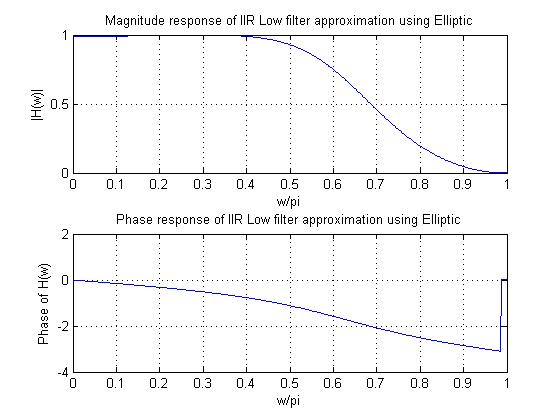 Magnitude response of IIR Low filter approximation using Elliptic
1
0.5
0
|H(w)|
0 0.1 0.2 0.3 0.4 0.5 0.6 0.7 0.8 0.9 1
w/pi
Phase response of IIR Low filter approximation using Elliptic
2
0
-2
-4
Phase of H(w)
0 0.1 0.2 0.3 0.4 0.5 0.6 0.7 0.8 0.9 1
w/pi